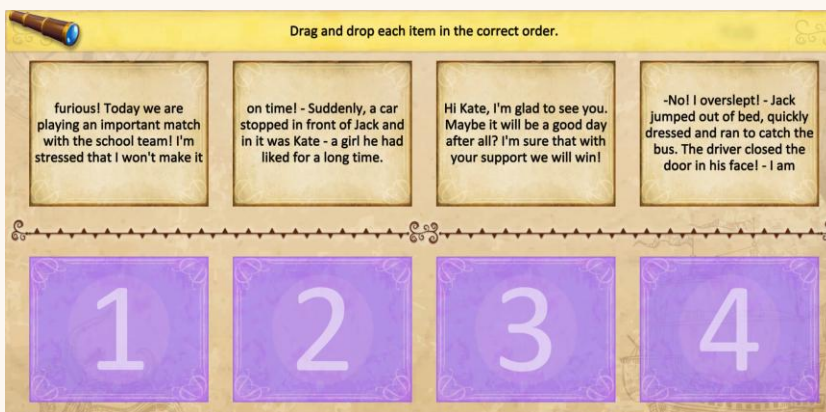 Drag and drop each item in the correct order.
furious! Today we are
playing an important match
with the school team! I'm
stressed that I won't make it
on time! - Suddenly, a car
stopped in front of Jack and
in it was Kate - a girl he had
liked for a long time.
Hi Kate, I'm glad to see you.
Maybe it will be a good day
after all? I'm sure that with
your support we will win!
-No! I overslept! - Jack
jumped out of bed, quickly
dressed and ran to catch the
bus. The driver closed the
door in his face! - I am
1
2
3
4